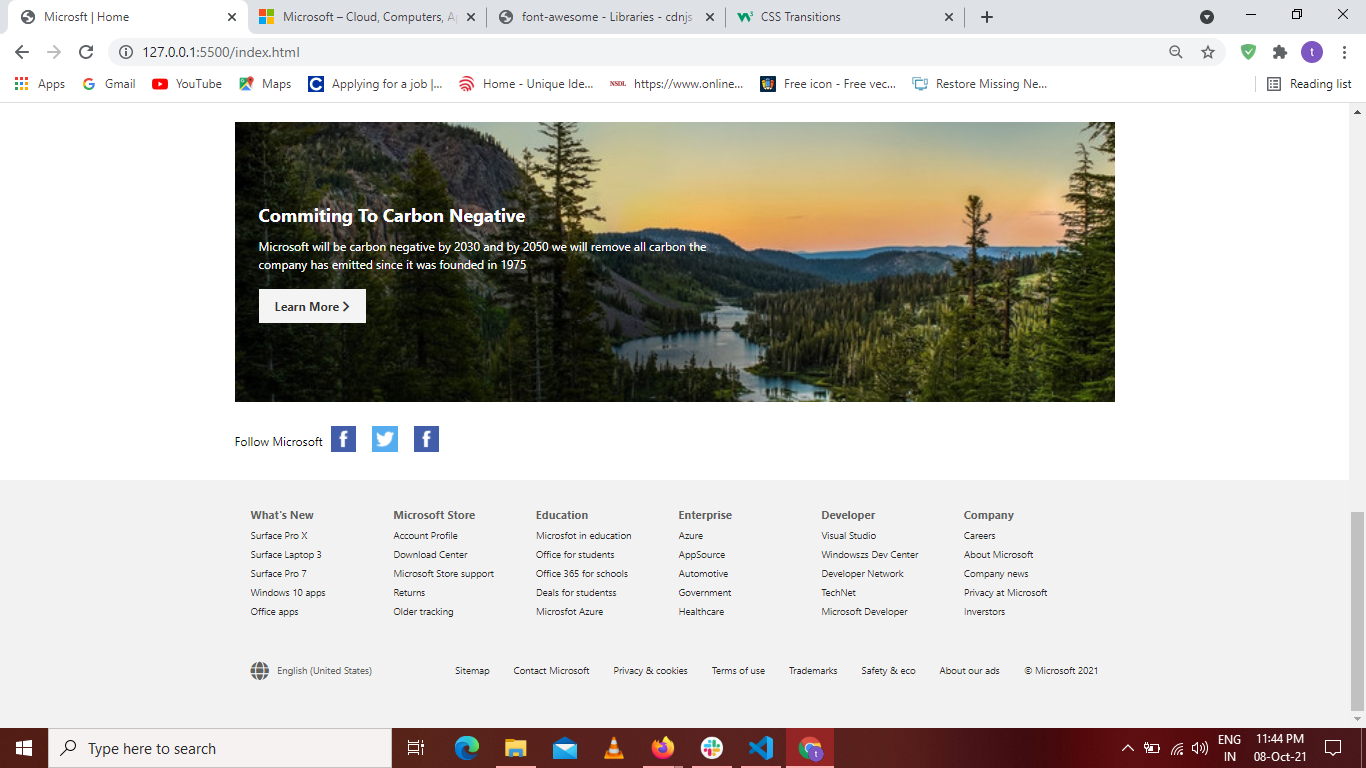 Microsft | Home
Microsoft – Cloud, Computers, Ap
font-awesome - Libraries - cdnjs
CSS Transitions
127.0.0.1:5500/index.html
t
Apps
Gmail
YouTube
Maps
Applying for a job |...
Home - Unique Ide...
NSDL
https://www.online...
Free icon - Free vec...
Restore Missing Ne...
Reading list
Commiting To Carbon Negative
Microsoft will be carbon negative by 2030 and by 2050 we will remove all carbon the
company has emitted since it was founded in 1975
Learn More
Follow Microsoft
What's New
Surface Pro X
Surface Laptop 3
Surface Pro 7
Windows 10 apps
Office apps
Microsoft Store
Account Profile
Download Center
Microsoft Store support
Returns
Older tracking
Education
Microsfot in education
Office for students
Office 365 for schools
Deals for studentss
Microsfot Azure
Enterprise
Azure
AppSource
Automotive
Government
Healthcare
Developer
Visual Studio
Windowszs Dev Center
Developer Network
TechNet
Microsoft Developer
Company
Careers
About Microsoft
Company news
Privacy at Microsoft
Inverstors
English (United States)
Sitemap
Contact Microsoft
Privacy & cookies
Terms of use
Trademarks
Safety & eco
About our ads
© Microsoft 2021
Type here to search
t
ENG
IN
11:44 PM
08-Oct-21